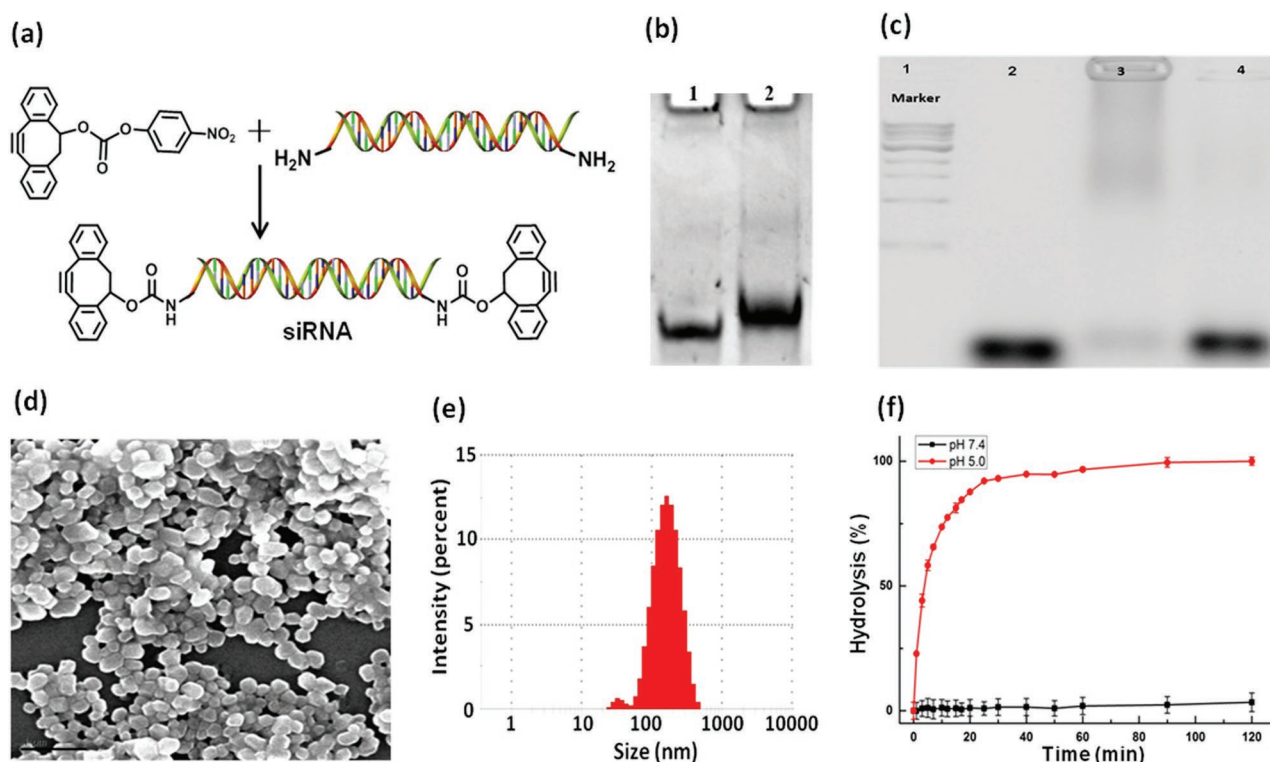 (a)
O
O
O
NO₂
+
H₂N
NH₂
O
O
N
H
siRNA
N
H
O
O
(b)
1
2
(c)
1
2
3
4
Marker
(d)
(e)
15
10
5
0
Intensity (percent)
1
10
100
1000
10000
Size (nm)
(f)
pH 7.4
pH 5.0
100
50
0
Hydrolysis (%)
0
20
40
60
80
100
120
Time (min)